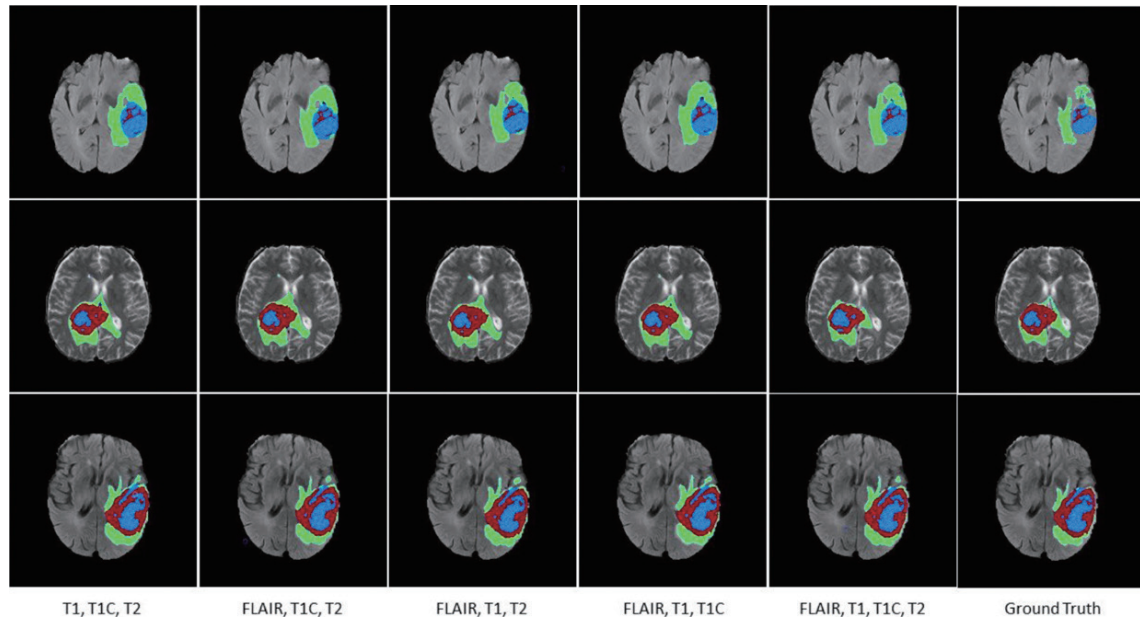 T1, T1C, T2
FLAIR, T1C, T2
FLAIR, T1, T2
FLAIR, T1, T1C
FLAIR, T1, T1C, T2
Ground Truth